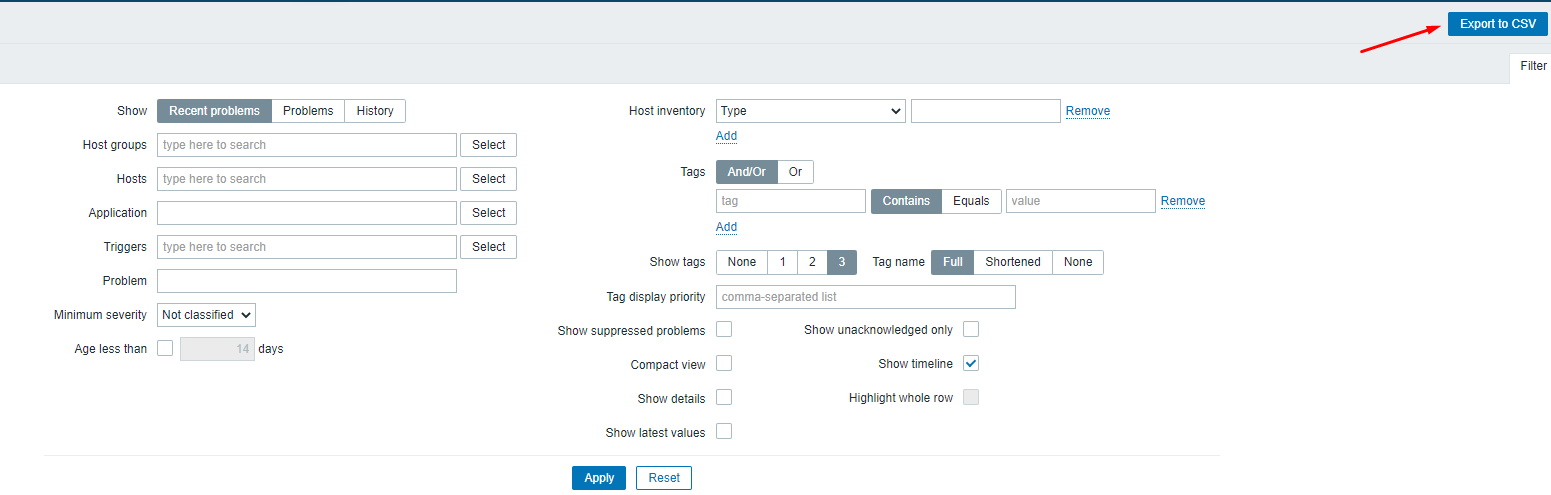 Export to CSV
Filter
Show Recent problems Problems History
Host groups type here to search Select
Hosts type here to search Select
Application Select
Triggers type here to search Select
Problem
Minimum severity Not classified
Age less than 14 days
Host inventory Type Remove
Add
Tags And/Or Or
tag Contains Equals value Remove
Add
Show tags None 1 2 3 Tag name Full Shortened None
Tag display priority comma-separated list
Show suppressed problems Show unacknowledged only
Compact view Show timeline
Show details Highlight whole row
Show latest values
Apply Reset